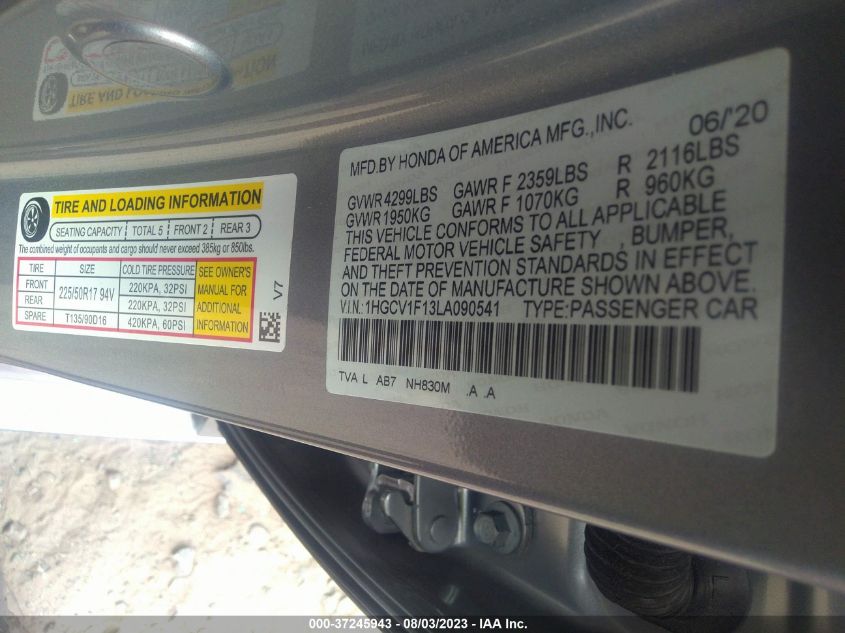 TIRE AND LOADING INFORMATION
SEATING CAPACITY TOTAL 5 FRONT 2 REAR 3
The combined weight of occupants and cargo should never exceed 385kg or 850lbs.
TIRE SIZE COLD TIRE PRESSURE SEE OWNER'S MANUAL FOR ADDITIONAL INFORMATION
FRONT 225/50R17 94V 220KPA, 32PSI
REAR 220KPA, 32PSI
SPARE T135/90D16 420KPA, 60PSI
V7
MFD.BY HONDA OF AMERICA MFG.,INC. 06/'20
GVWR 4299LBS GAWR F 2359LBS R 2116LBS
GVWR 1950KG GAWR F 1070KG R 960KG
THIS VEHICLE CONFORMS TO ALL APPLICABLE
FEDERAL MOTOR VEHICLE SAFETY , BUMPER,
AND THEFT PREVENTION STANDARDS IN EFFECT
ON THE DATE OF MANUFACTURE SHOWN ABOVE.
V.I.N.:1HGCV1F13LA090541 TYPE:PASSENGER CAR
TVA L AB7 NH830M .A .A
000-37245943 - 08/03/2023 - IAA Inc.